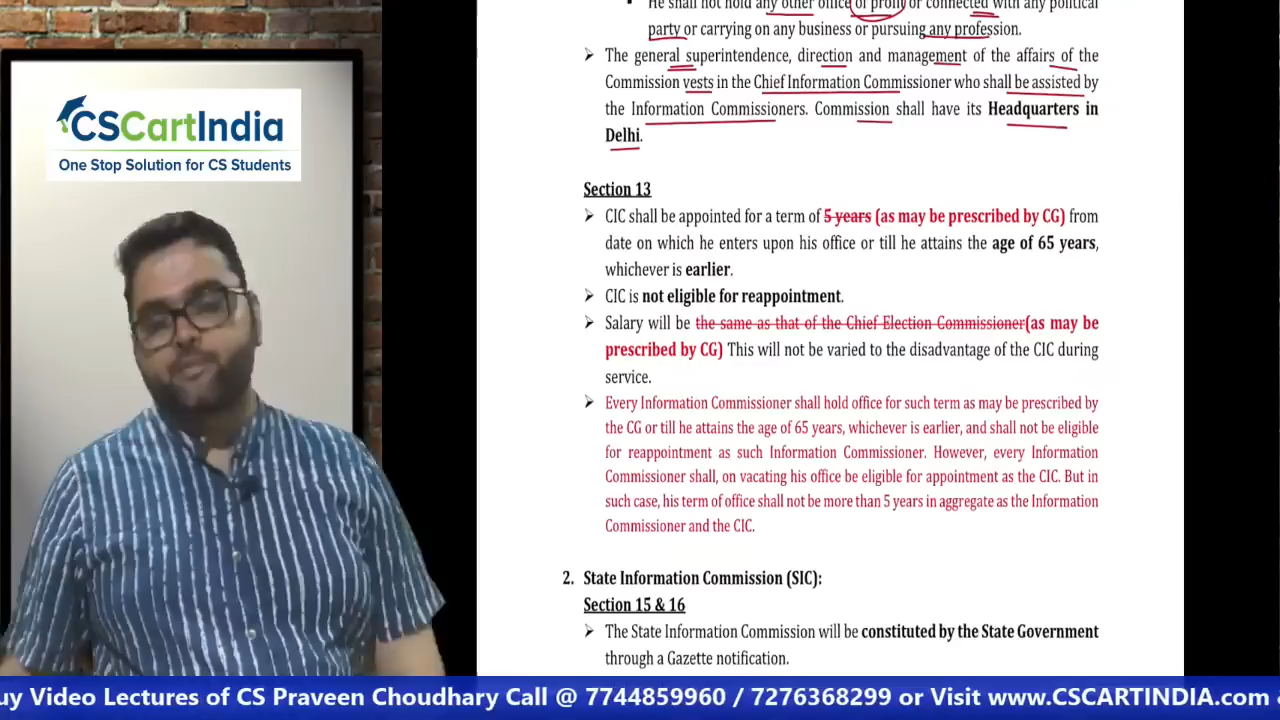 CSCartIndia
One Stop Solution for CS Students
He shall not hold any other office of profit or connected with any political
party or carrying on any business or pursuing any profession.
The general superintendence, direction and management of the affairs of the
Commission vests in the Chief Information Commissioner who shall be assisted by
the Information Commissioners. Commission shall have its Headquarters in
Delhi.
Section 13
CIC shall be appointed for a term of 5 years (as may be prescribed by CG) from
date on which he enters upon his office or till he attains the age of 65 years,
whichever is earlier.
CIC is not eligible for reappointment.
Salary will be the same as that of the Chief Election Commissioner(as may be
prescribed by CG) This will not be varied to the disadvantage of the CIC during
service.
Every Information Commissioner shall hold office for such term as may be prescribed by
the CG or till he attains the age of 65 years, whichever is earlier, and shall not be eligible
for reappointment as such Information Commissioner. However, every Information
Commissioner shall, on vacating his office be eligible for appointment as the CIC. But in
such case, his term of office shall not be more than 5 years in aggregate as the Information
Commissioner and the CIC.
2. State Information Commission (SIC):
Section 15 & 16
The State Information Commission will be constituted by the State Government
through a Gazette notification.
uy Video Lectures of CS Praveen Choudhary Call @ 7744859960 / 7276368299 or Visit www.CSCARTINDIA.com